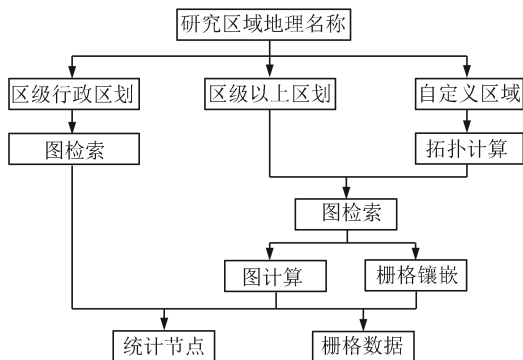 研究区域地理名称
区级行政区划
区级以上区划
自定义区域
图检索
拓扑计算
图检索
图计算
栅格镶嵌
统计节点
栅格数据